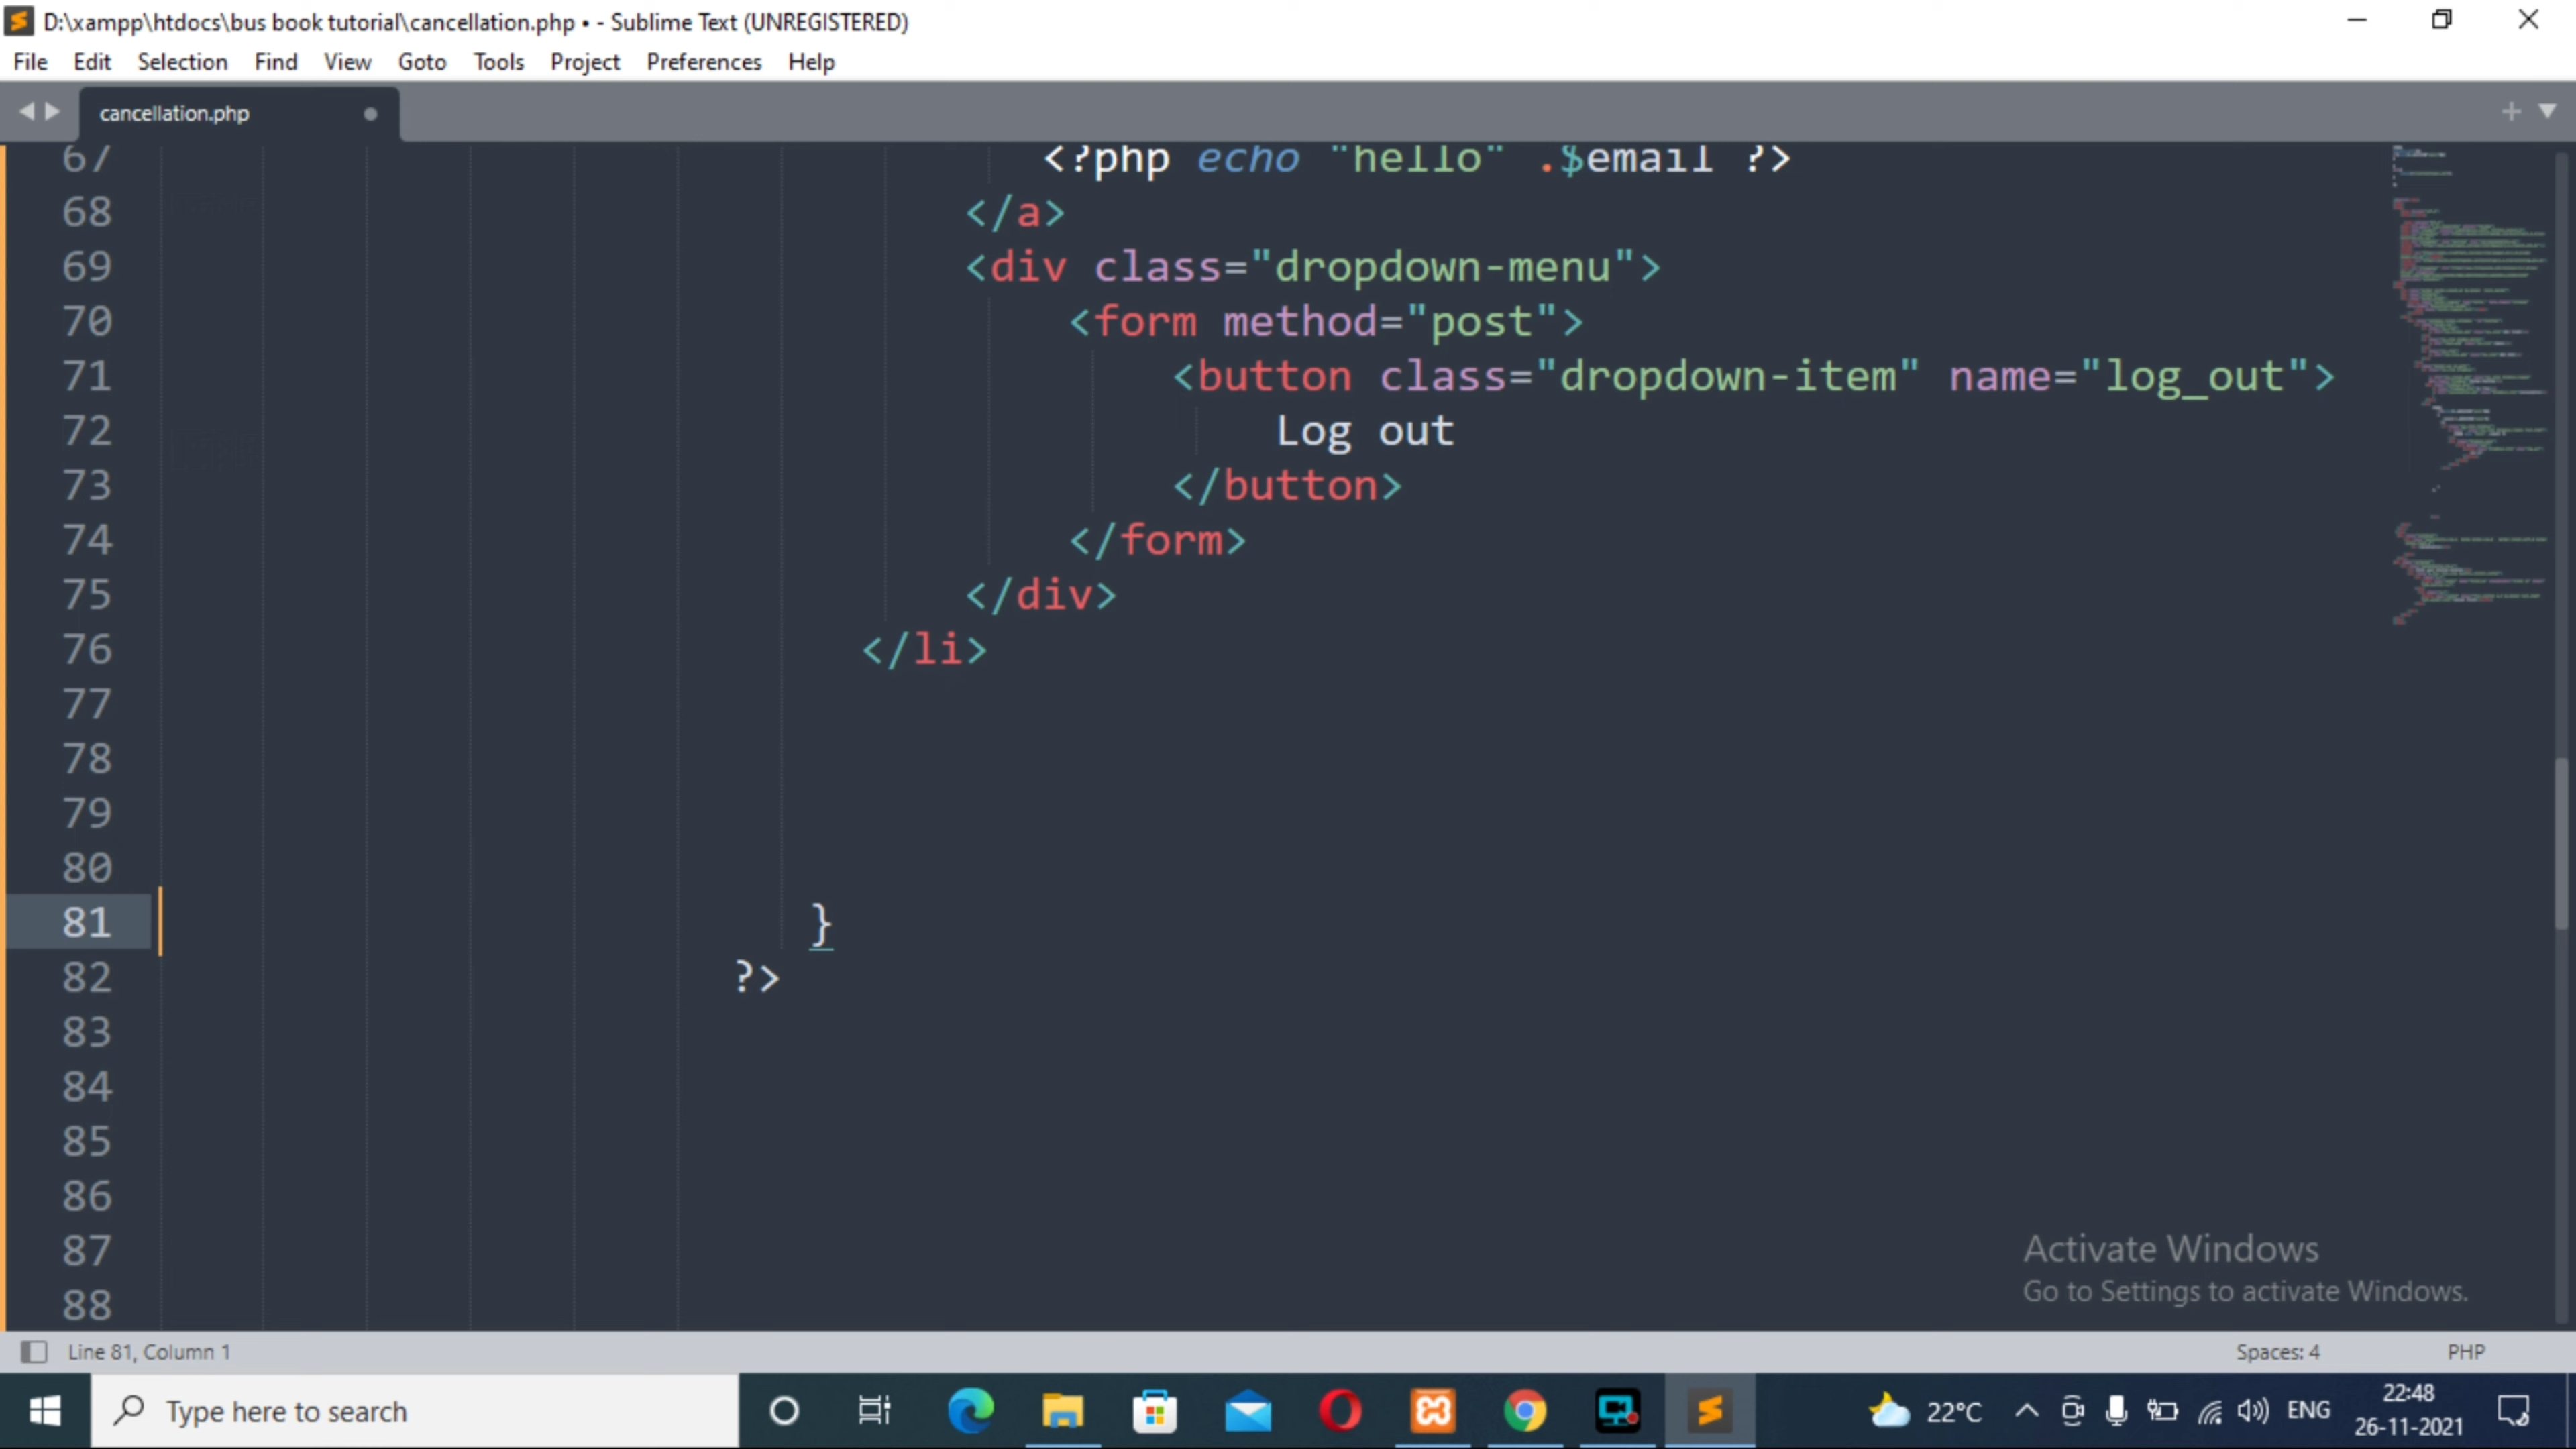 D:\xampp\htdocs\bus book tutorial\cancellation.php • - Sublime Text (UNREGISTERED)
File Edit Selection Find View Goto Tools Project Preferences Help
cancellation.php
67 <?php echo "hello" .$email ?>
68 </a>
69 <div class="dropdown-menu">
70 <form method="post">
71 <button class="dropdown-item" name="log_out">
72 Log out
73 </button>
74 </form>
75 </div>
76 </li>
77
78
79
80
81 }
82 ?>
83
84
85
86
87
88
Activate Windows
Go to Settings to activate Windows.
Line 81, Column 1 Spaces: 4 PHP
Type here to search 22°C ENG 22:48
26-11-2021